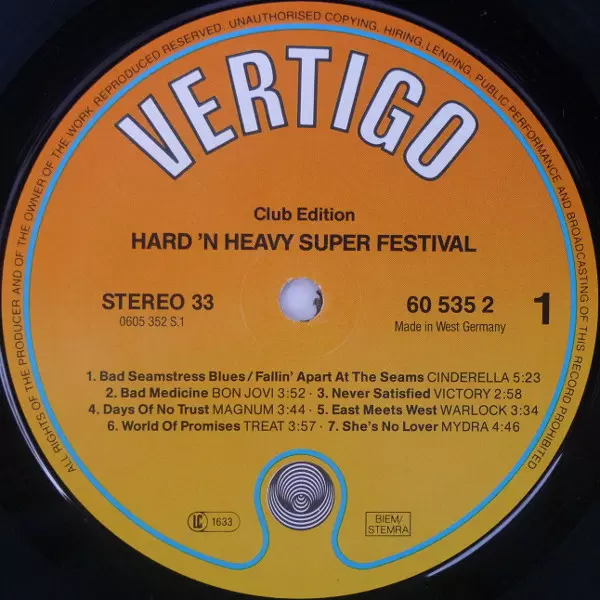 ALL RIGHTS OF THE PRODUCER AND OF THE OWNER OF THE WORK REPRODUCED RESERVED. UNAUTHORISED COPYING, HIRING, LENDING, PUBLIC PERFORMANCE AND BROADCASTING OF THIS RECORD PROHIBITED
VERTIGO
Club Edition
HARD 'N HEAVY SUPER FESTIVAL
STEREO 33 60 535 2 1
0605 352 S.1 Made in West Germany
1. Bad Seamstress Blues/Fallin' Apart At The Seams CINDERELLA 5:23
2. Bad Medicine BON JOVI 3:52 · 3. Never Satisfied VICTORY 2:58
4. Days Of No Trust MAGNUM 3:44 · 5. East Meets West WARLOCK 3:34
6. World Of Promises TREAT 3:57 · 7. She's No Lover MYDRA 4:46
LC 1633 BIEM/
STEMRA